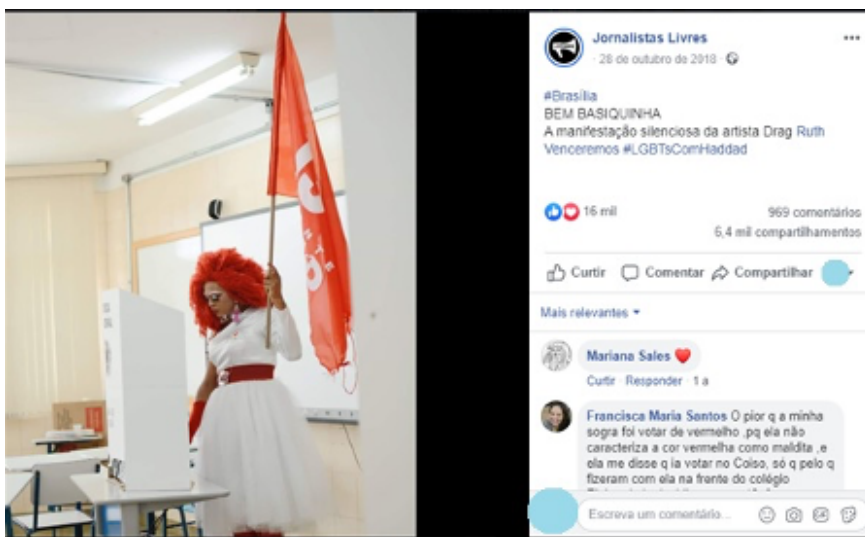 Jornalistas Livres
28 de outubro de 2018
#Brasília
BEM BASIQUINHA
A manifestação silenciosa da artista Drag Ruth
Venceremos #LGBTsComHaddad
16 mil
969 comentários
6,4 mil compartilhamentos
Curtir Comentar Compartilhar
Mais relevantes
Mariana Sales
Curtir · Responder · 1 a
Francisca Maria Santos O pior q a minha
sogra foi votar de vermelho ,pq ela não
caracteriza a cor vermelha como maldita ,e
ela me disse q ia votar no Coiso, só q pelo q
fizeram com ela na frente do colégio
Escreva um comentário...